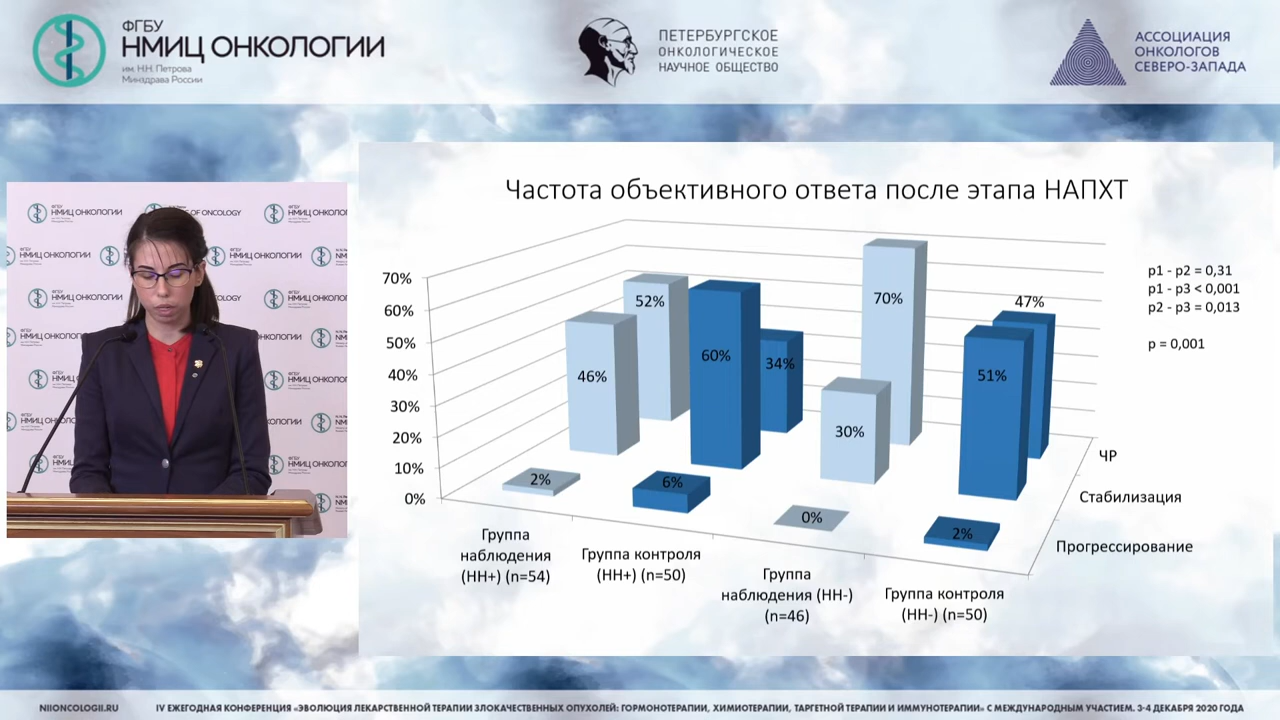 ФГБУ
НМИЦ ОНКОЛОГИИ
им. Н.Н. Петрова
Минздрава России
ПЕТЕРБУРГСКОЕ
ОНКОЛОГИЧЕСКОЕ
НАУЧНОЕ ОБЩЕСТВО
АССОЦИАЦИЯ
ОНКОЛОГОВ
СЕВЕРО-ЗАПАДА
Частота объективного ответа после этапа НАПХТ
70%
60%
50%
40%
30%
20%
10%
0%
52%
46%
2%
60%
34%
6%
70%
30%
0%
47%
51%
2%
p1 - p2 = 0,31
p1 - p3 < 0,001
p2 - p3 = 0,013
p = 0,001
ЧР
Стабилизация
Прогрессирование
Группа
наблюдения
(НН+) (n=54)
Группа контроля
(НН+) (n=50)
Группа
наблюдения (НН-)
(n=46)
Группа контроля
(НН-) (n=50)
NIIONCOLOGII.RU
IV ЕЖЕГОДНАЯ КОНФЕРЕНЦИЯ «ЭВОЛЮЦИЯ ЛЕКАРСТВЕННОЙ ТЕРАПИИ ЗЛОКАЧЕСТВЕННЫХ ОПУХОЛЕЙ: ГОРМОНОТЕРАПИИ, ХИМИОТЕРАПИИ, ТАРГЕТНОЙ ТЕРАПИИ И ИММУНОТЕРАПИИ» С МЕЖДУНАРОДНЫМ УЧАСТИЕМ. 3-4 ДЕКАБРЯ 2020 ГОДА